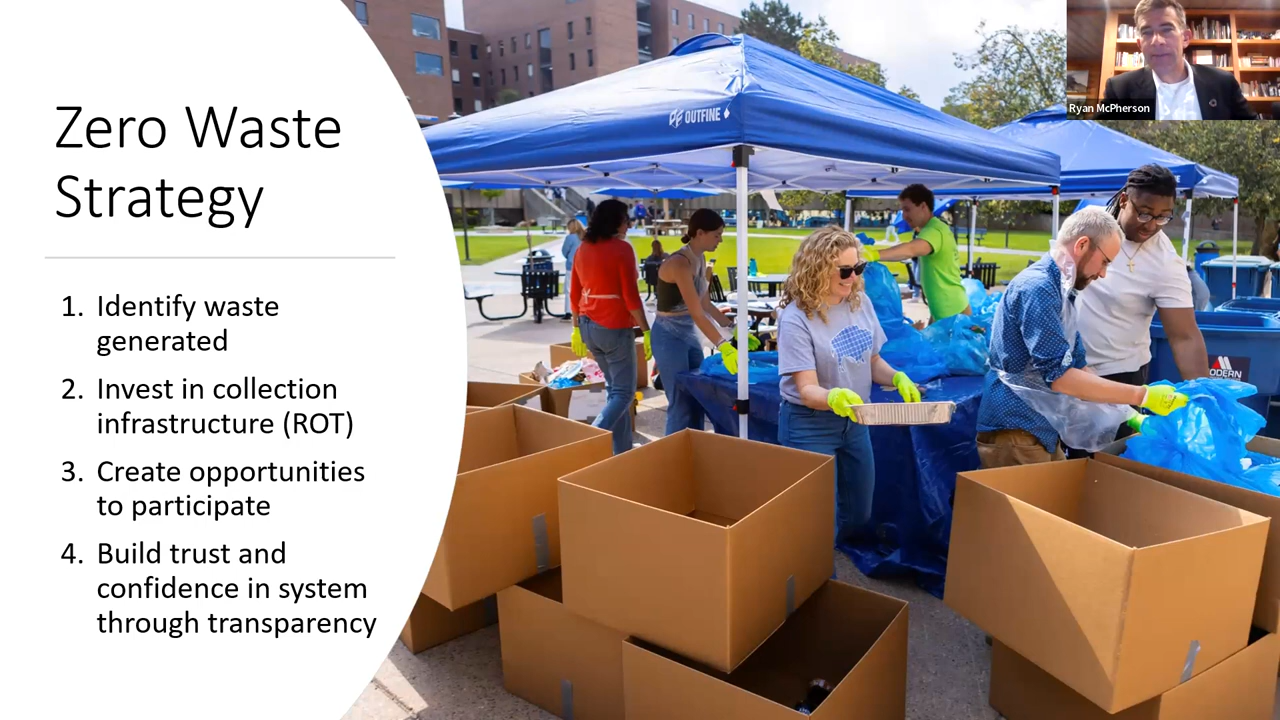 Zero Waste
Strategy
1. Identify waste
generated
2. Invest in collection
infrastructure (ROT)
3. Create opportunities
to participate
4. Build trust and
confidence in system
through transparency
OUTFINE
Ryan McPherson